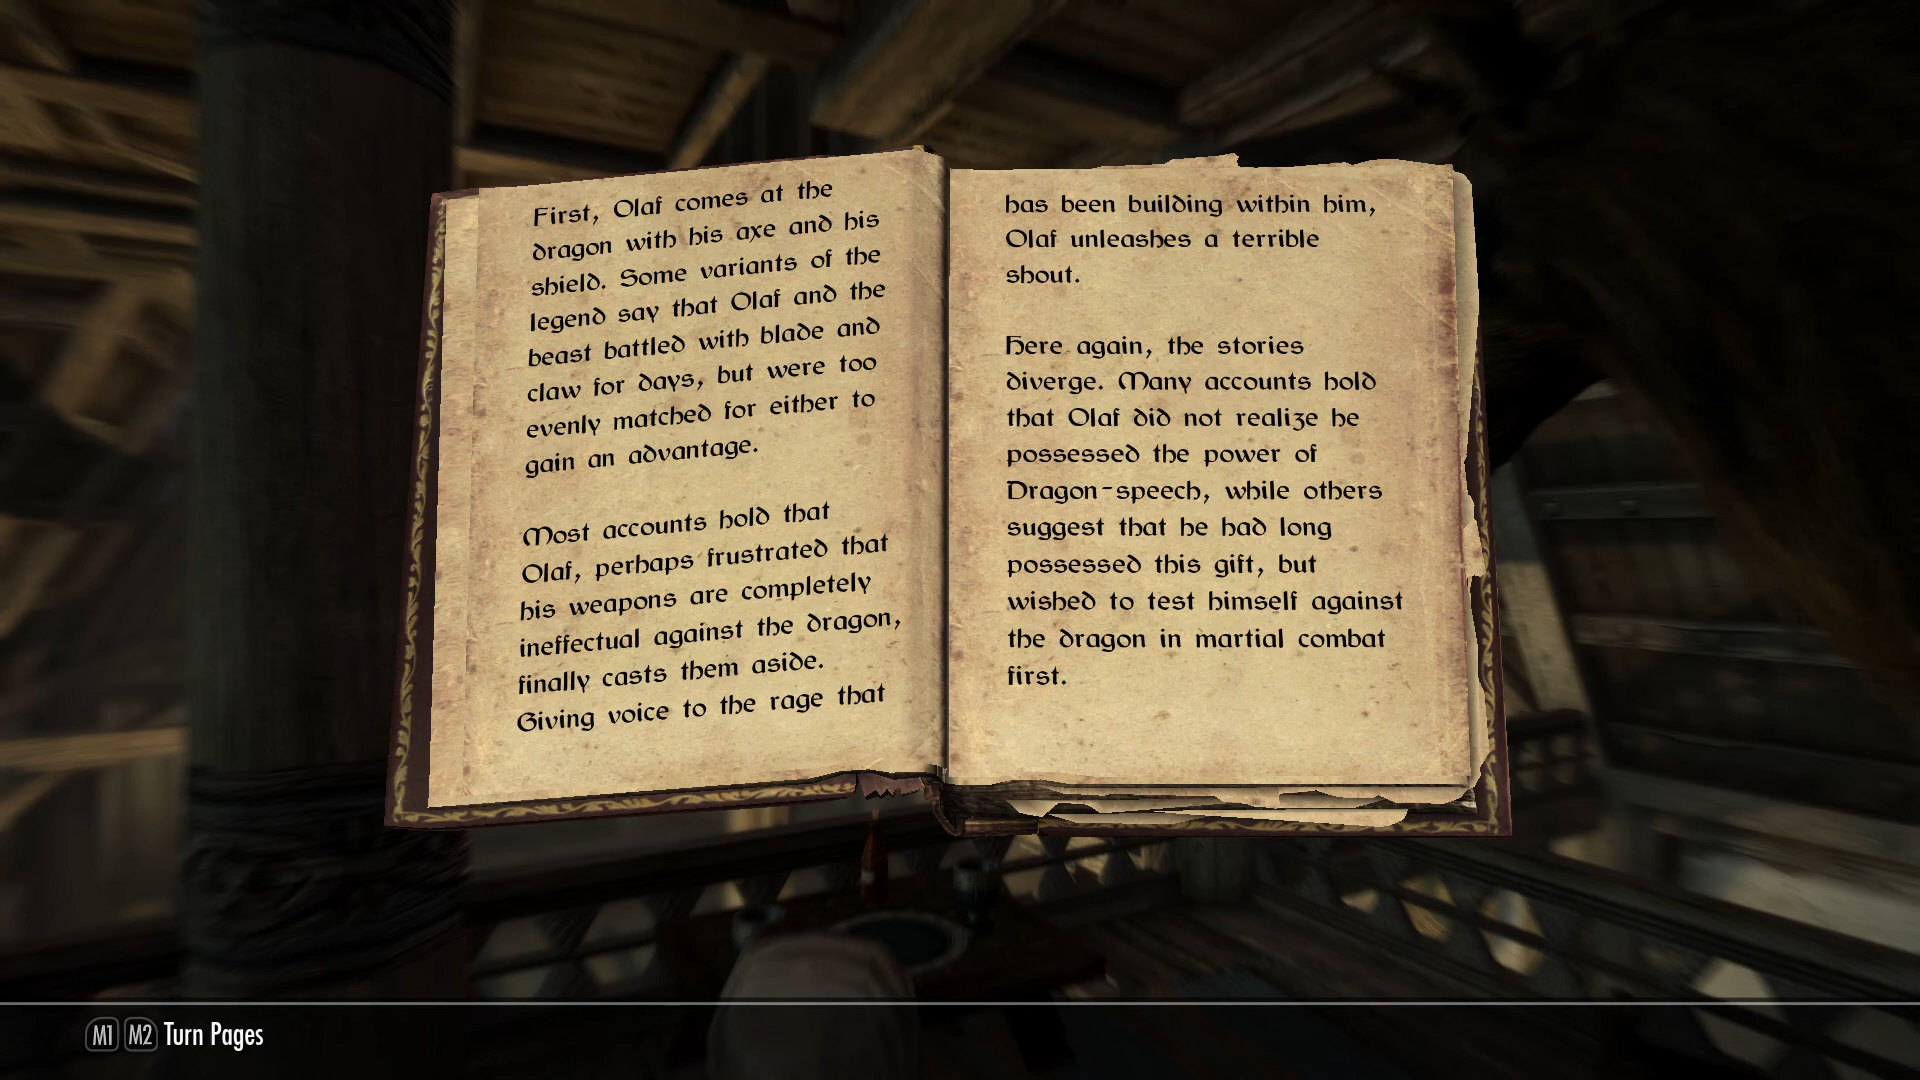 First, Olaf comes at the
dragon with his axe and his
shield. Some variants of the
legend say that Olaf and the
beast battled with blade and
claw for days, but were too
evenly matched for either to
gain an advantage.
Most accounts hold that
Olaf, perhaps frustrated that
his weapons are completely
ineffectual against the dragon,
finally casts them aside.
Giving voice to the rage that
has been building within him,
Olaf unleashes a terrible
shout.
Here again, the stories
diverge. Many accounts hold
that Olaf did not realize he
possessed the power of
Dragon-speech, while others
suggest that he had long
possessed this gift, but
wished to test himself against
the dragon in martial combat
first.
M1 M2 Turn Pages